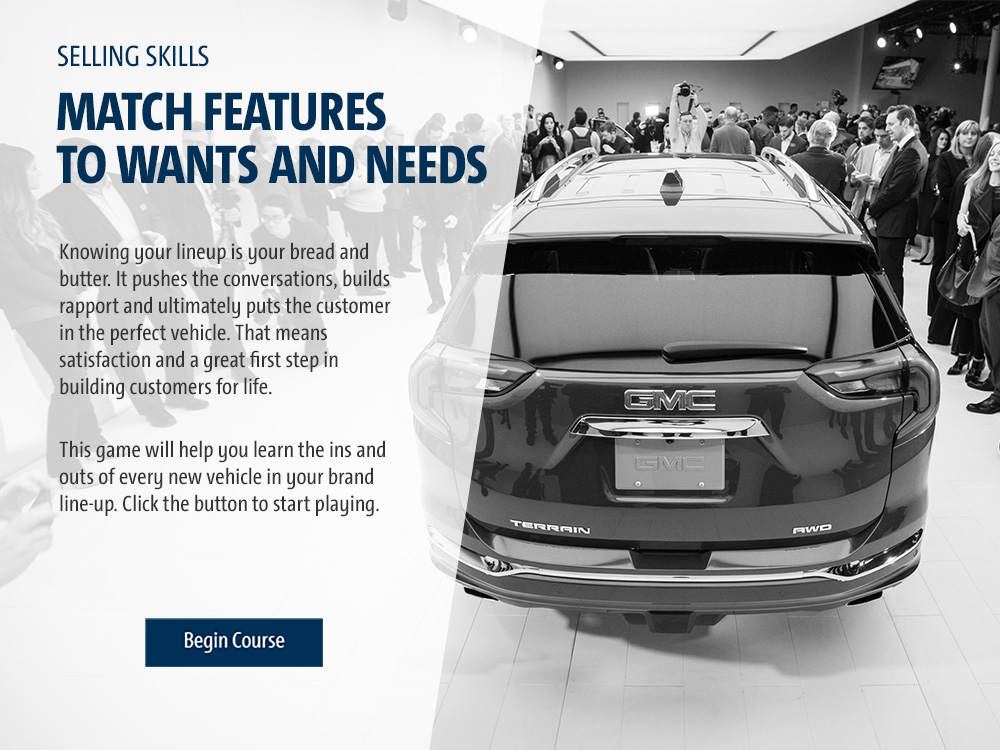 SELLING SKILLS
MATCH FEATURES
TO WANTS AND NEEDS
Knowing your lineup is your bread and
butter. It pushes the conversations, builds
rapport and ultimately puts the customer
in the perfect vehicle. That means
satisfaction and a great first step in
building customers for life.
This game will help you learn the ins and
outs of every new vehicle in your brand
line-up. Click the button to start playing.
Begin Course
GMC
GMC
TERRAIN
AWD